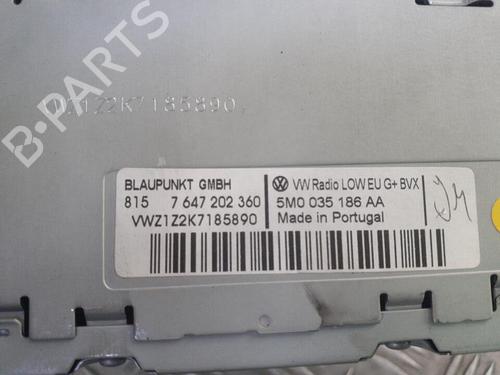 B-PARTS
VWZ1Z2K7185890
BLAUPUNKT GMBH
815 7 647 202 360
VWZ1Z2K7185890
VW Radio LOW EU G+ BVX
5M0 035 186 AA
Made in Portugal